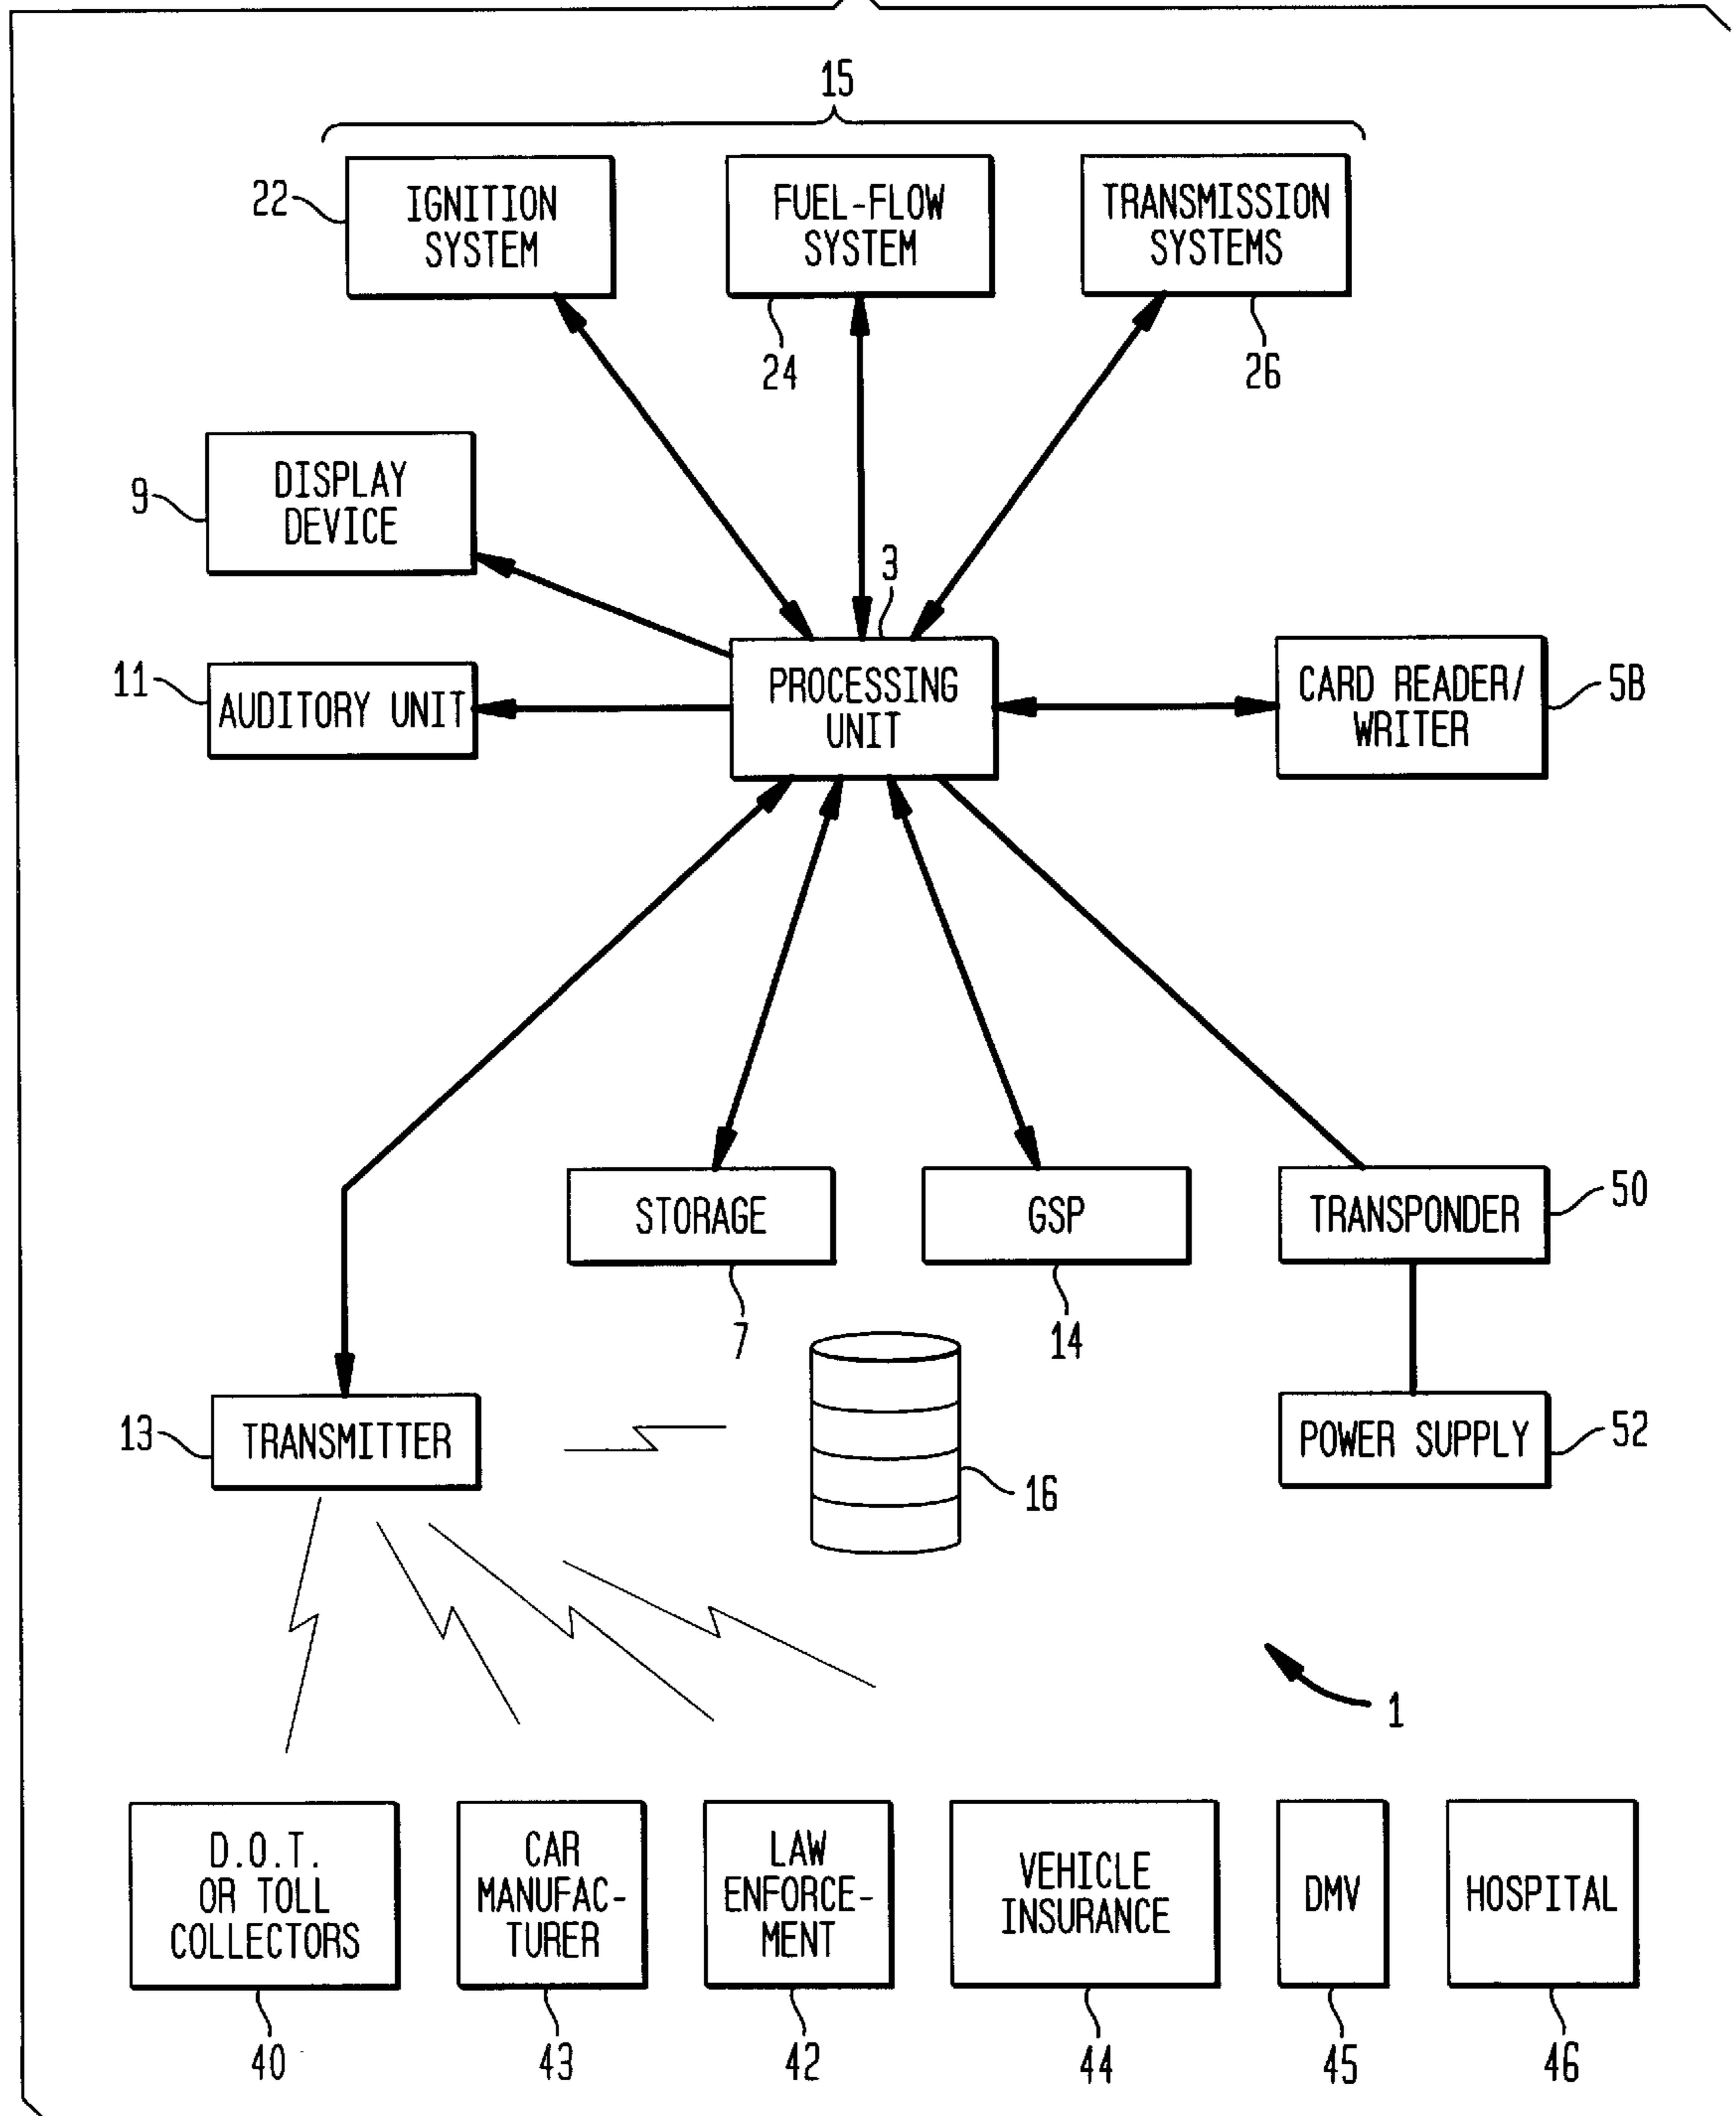 15
22
IGNITION
SYSTEM
FUEL-FLOW
SYSTEM
TRANSMISSION
SYSTEMS
24
26
9
DISPLAY
DEVICE
3
11
AUDITORY UNIT
PROCESSING
UNIT
CARD READER/
WRITER
5B
STORAGE
GSP
TRANSPONDER
50
7
14
13
TRANSMITTER
16
POWER SUPPLY
52
1
D.O.T.
OR TOLL
COLLECTORS
CAR
MANUFAC-
TURER
LAW
ENFORCE-
MENT
VEHICLE
INSURANCE
DMV
HOSPITAL
40
43
42
44
45
46